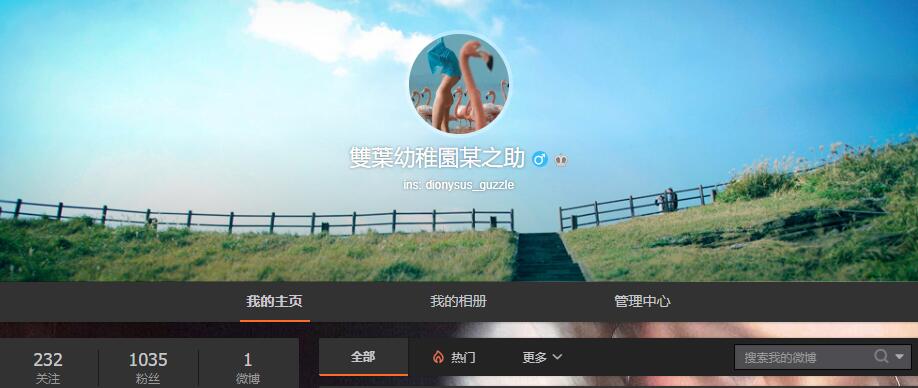 雙葉幼稚園某之助
ins: dionysus_guzzle
我的主页 我的相册 管理中心
232 1035 1 全部 热门 更多 搜索我的微博
关注 粉丝 微博